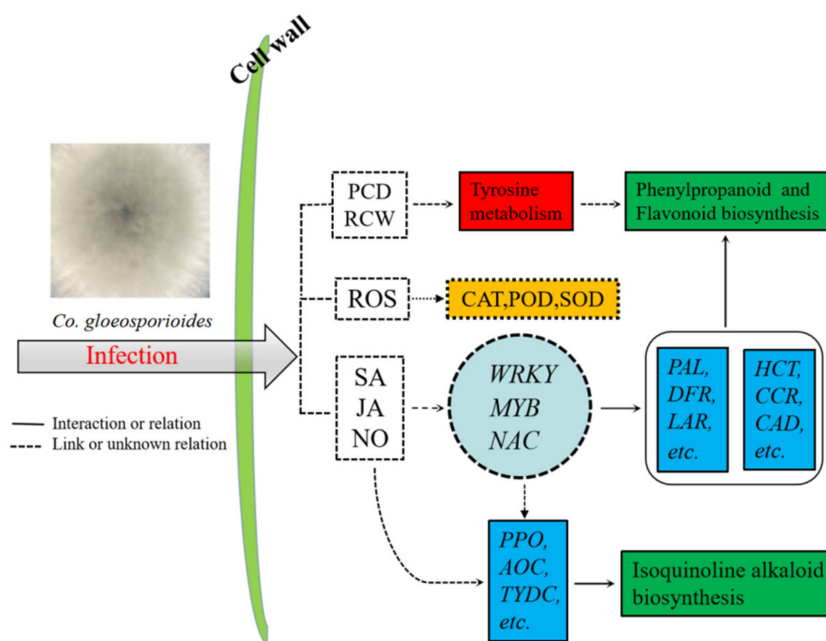 Cell wall
Co. gloeosporioides
Infection
Interaction or relation
Link or unknown relation
PCD
RCW
Tyrosine
metabolism
Phenylpropanoid and
Flavonoid biosynthesis
ROS
CAT,POD,SOD
SA
JA
NO
WRKY
MYB
NAC
PAL,
DFR,
LAR,
etc.
HCT,
CCR,
CAD,
etc.
PPO,
AOC,
TYDC,
etc.
Isoquinoline alkaloid
biosynthesis